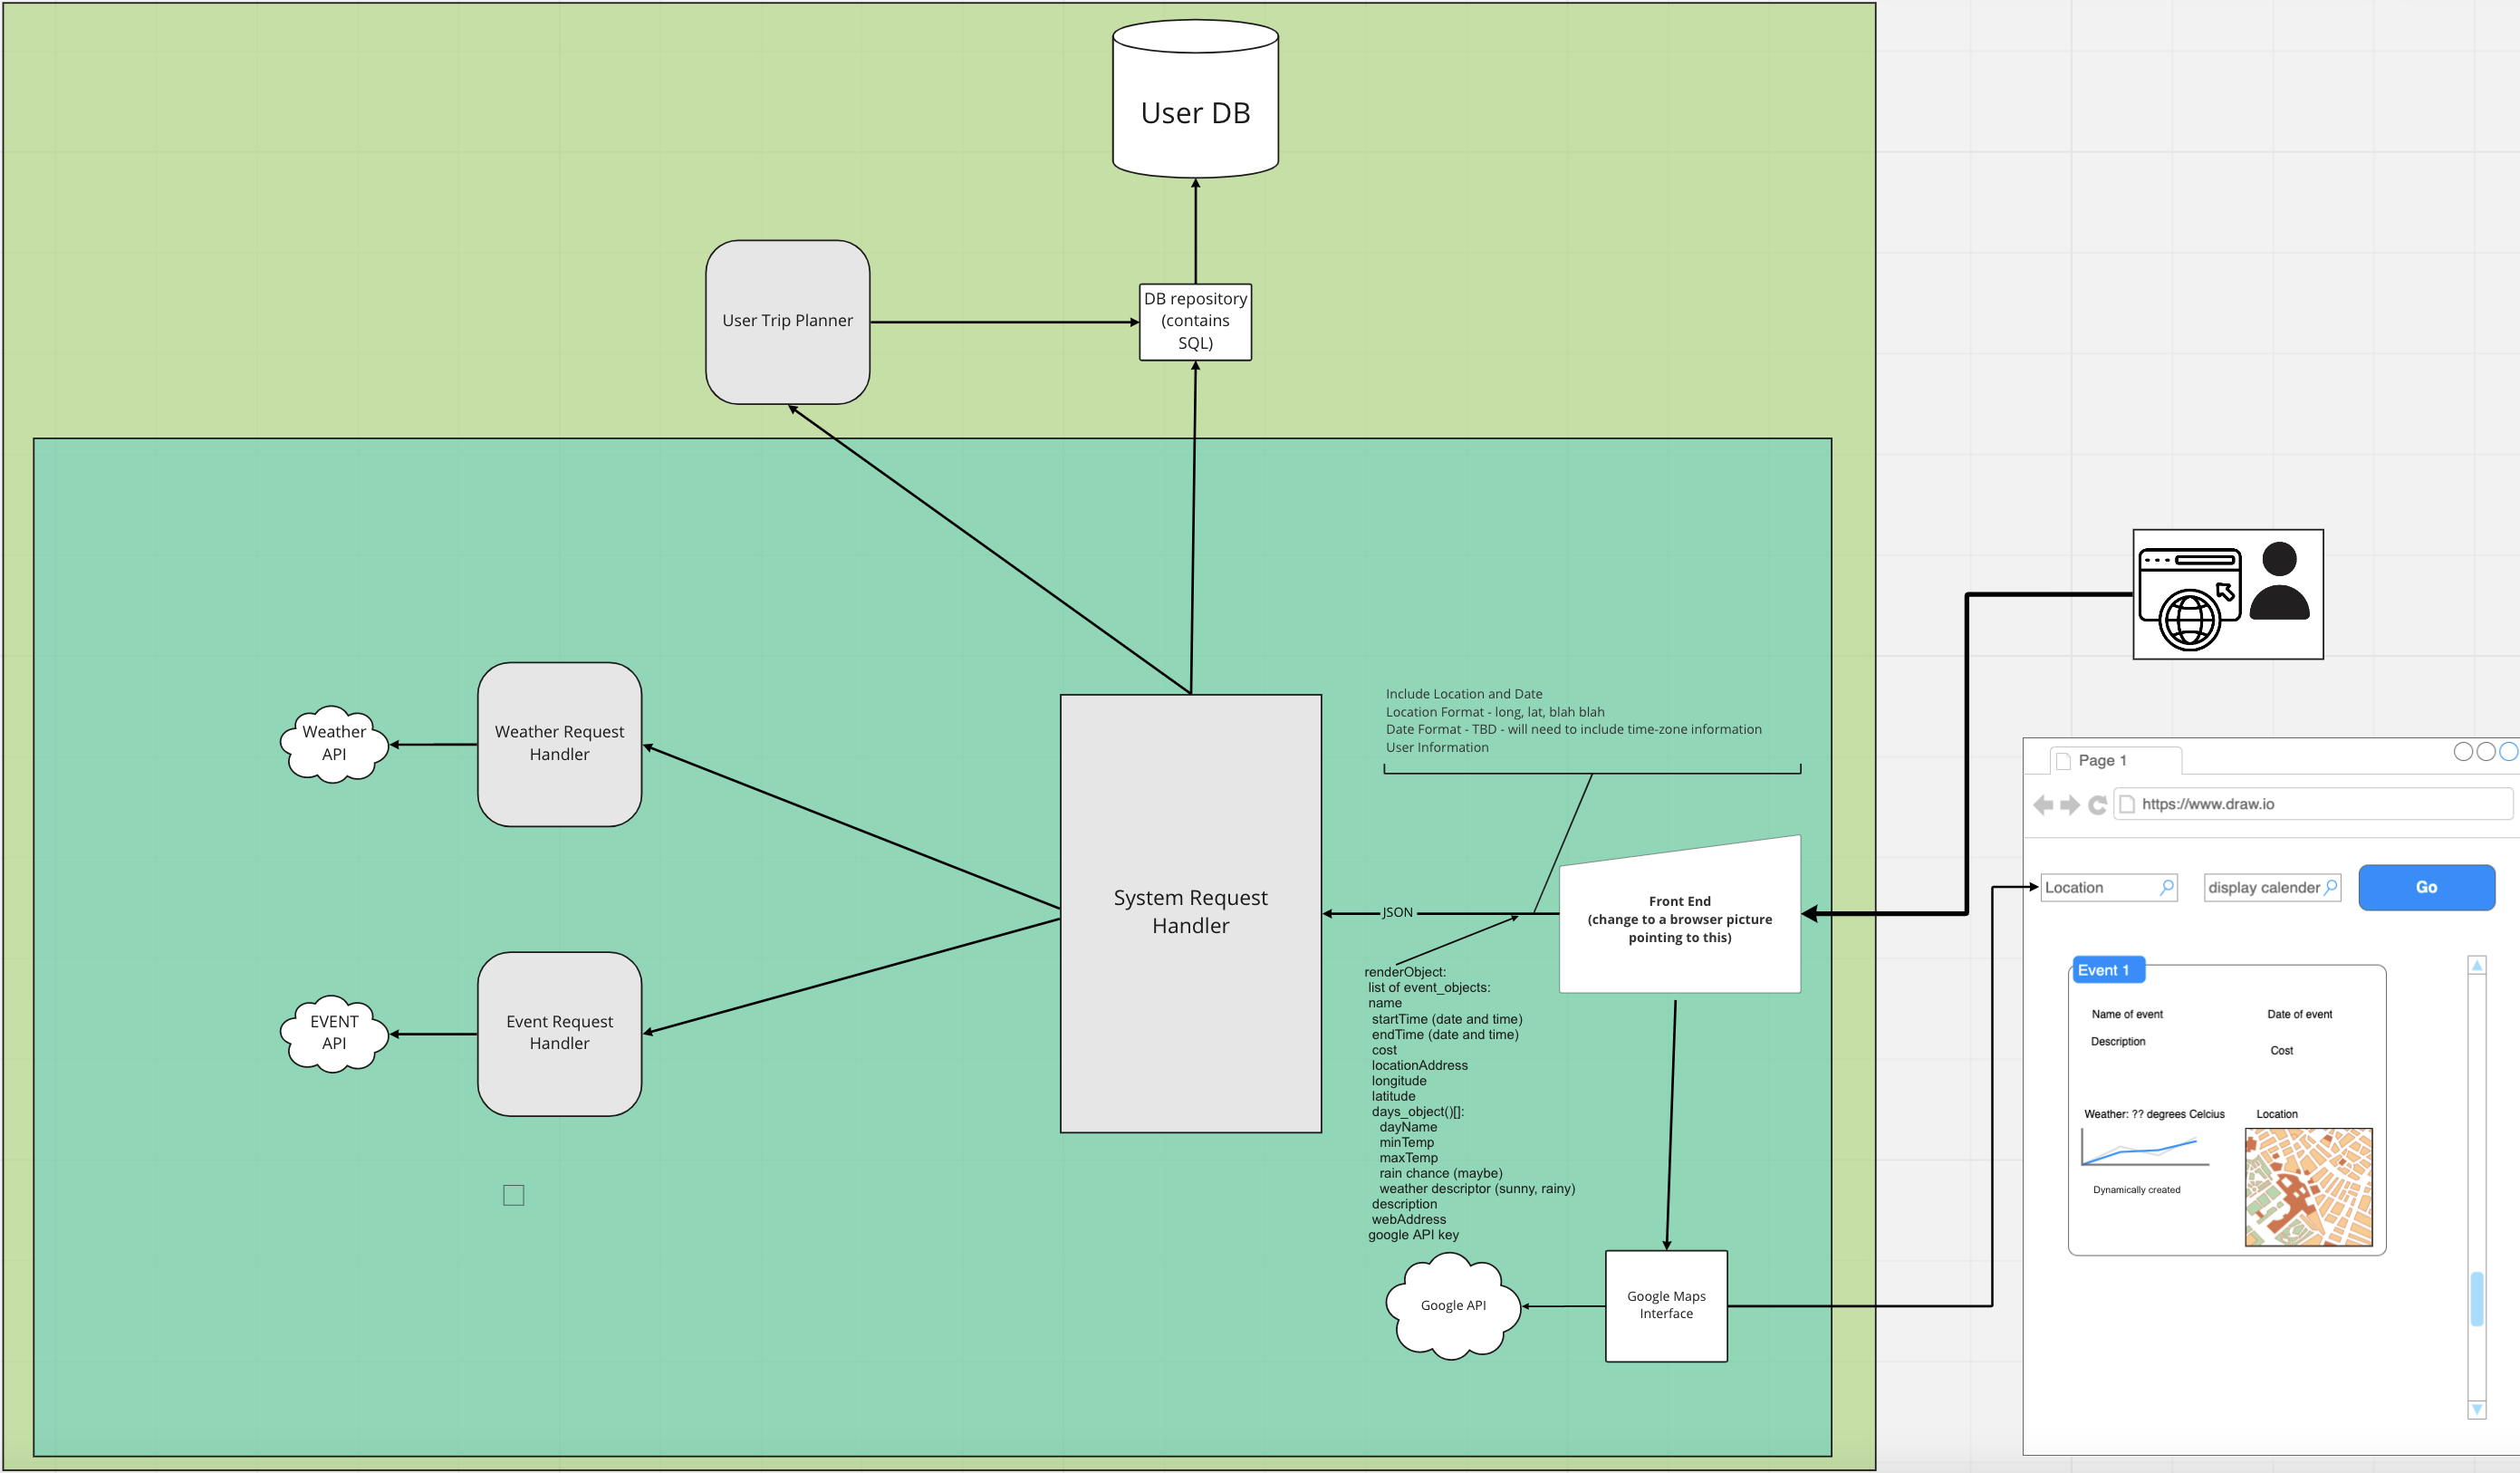 User DB
DB repository
(contains
SQL)
User Trip Planner
Include Location and Date
Location Format - long, lat, blah blah
Date Format - TBD - will need to include time-zone information
User Information
Weather
API
Weather Request
Handler
System Request
Handler
JSON
Front End
(change to a browser picture
pointing to this)
EVENT
API
Event Request
Handler
renderObject:
list of event_objects:
name
startTime (date and time)
endTime (date and time)
cost
locationAddress
longitude
latitude
days_object()[]:
dayName
minTemp
maxTemp
rain chance (maybe)
weather descriptor (sunny, rainy)
description
webAddress
google API key
Google API
Google Maps
Interface
Page 1
https://www.draw.io
Location
display calender
Go
Event 1
Name of event
Date of event
Description
Cost
Weather: ?? degrees Celcius
Location
Dynamically created